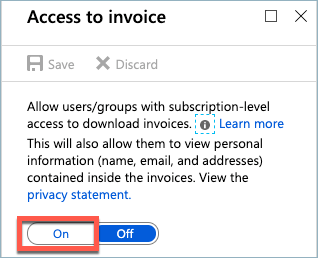 Access to invoice
Save Discard
Allow users/groups with subscription-level
access to download invoices. Learn more
This will also allow them to view personal
information (name, email, and addresses)
contained inside the invoices. View the
privacy statement.
On Off